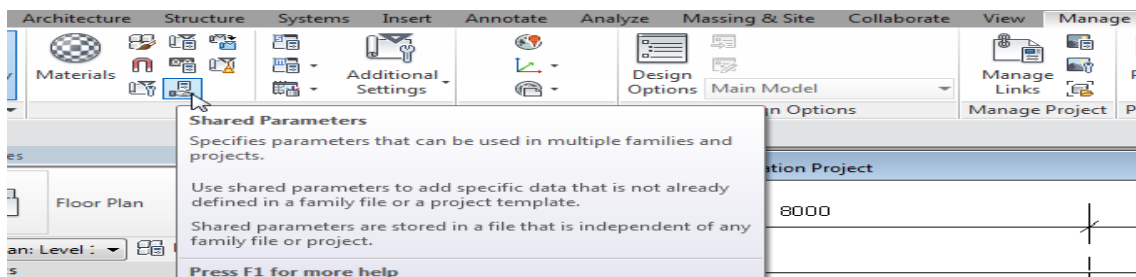 Architecture Structure Systems Insert Annotate Analyze Massing & Site Collaborate View Manage
Materials
Additional
Settings
Design
Options
Main Model
Manage
Links
Options
Manage Project
Shared Parameters
Specifies parameters that can be used in multiple families and
projects.
Use shared parameters to add specific data that is not already
defined in a family file or a project template.
Shared parameters are stored in a file that is independent of any
family file or project.
Press F1 for more help
Floor Plan
Level
Project
8000